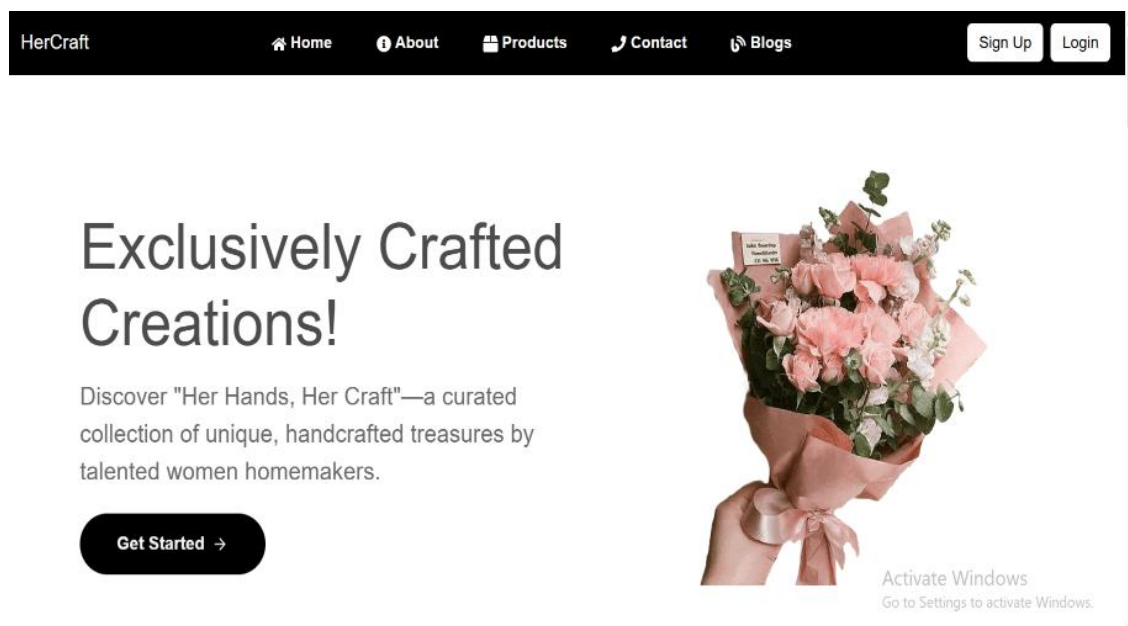 HerCraft
Home
About
Products
Contact
Blogs
Sign Up
Login
Exclusively Crafted
Creations!
Discover "Her Hands, Her Craft"—a curated
collection of unique, handcrafted treasures by
talented women homemakers.
Get Started →
Activate Windows
Go to Settings to activate Windows.